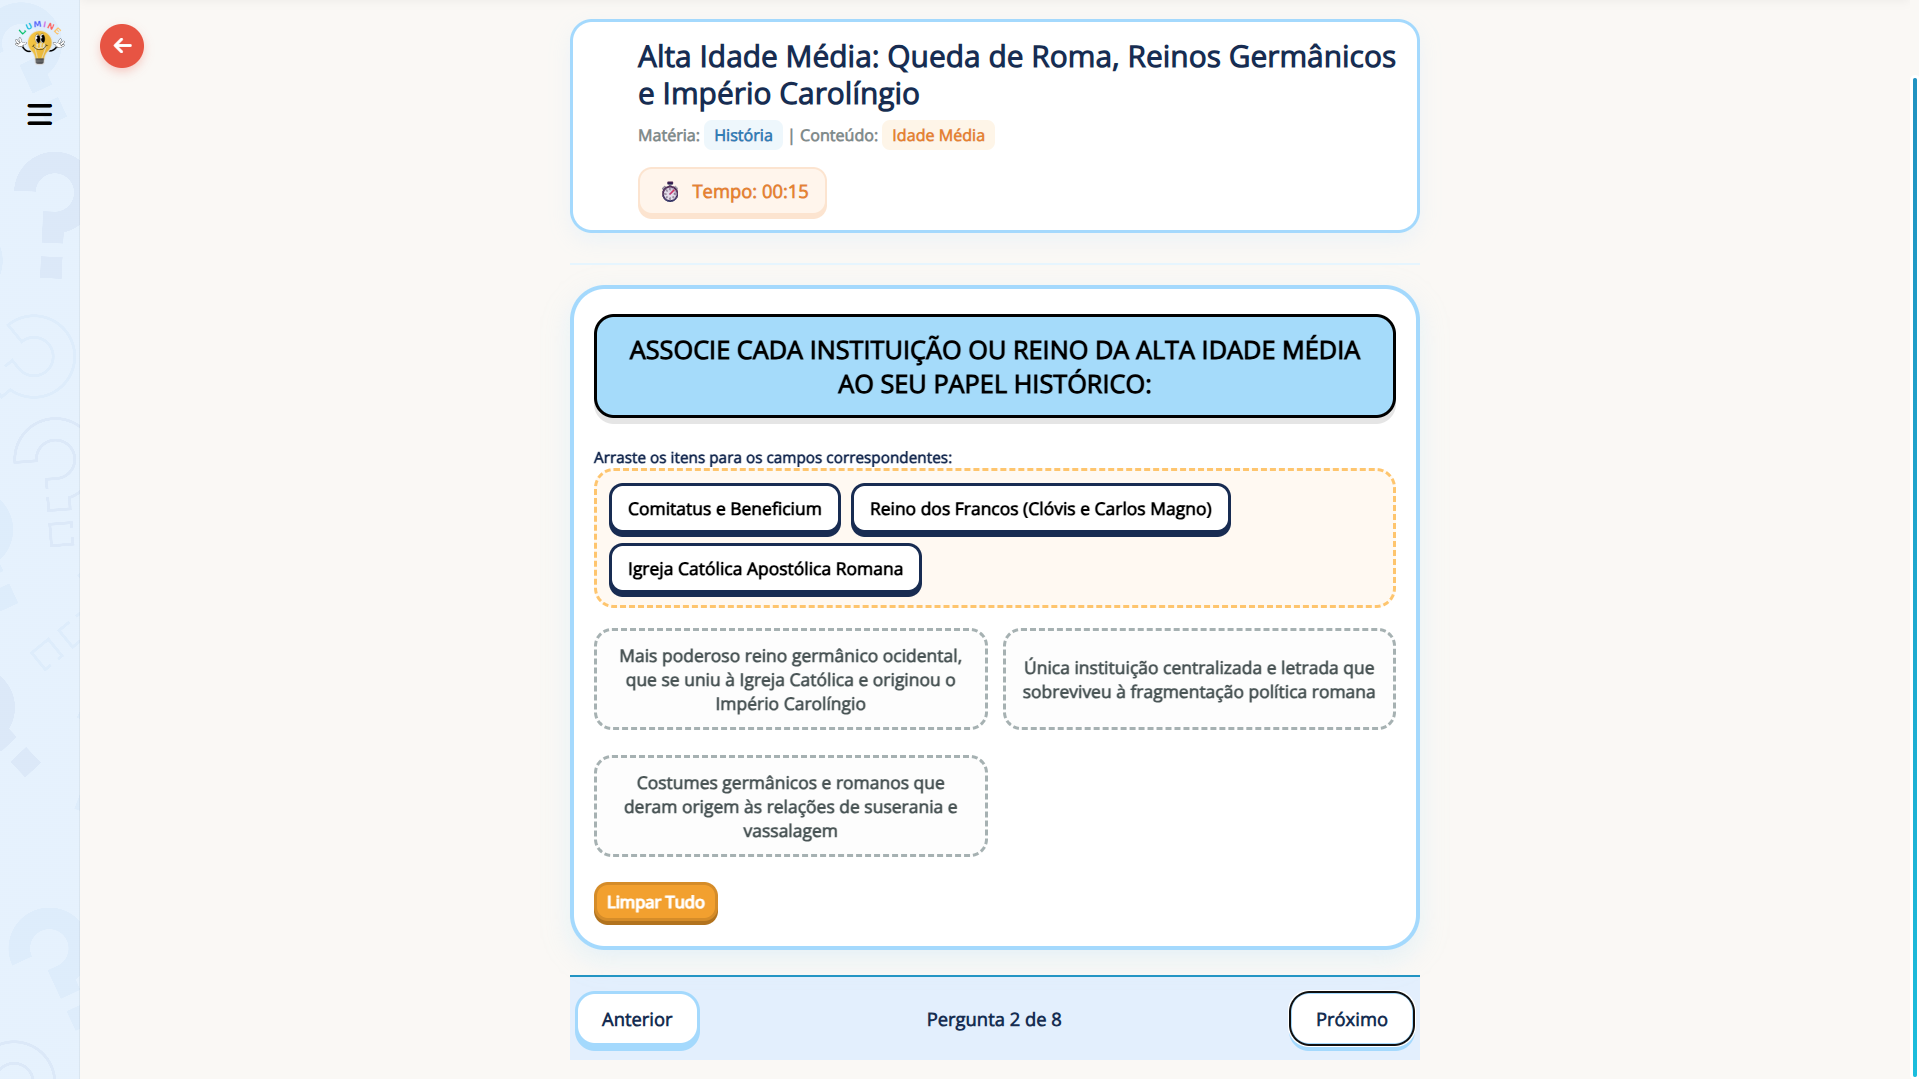 LUMINE
Alta Idade Média: Queda de Roma, Reinos Germânicos
e Império Carolíngio
Matéria: História | Conteúdo: Idade Média
Tempo: 00:15
ASSOCIE CADA INSTITUIÇÃO OU REINO DA ALTA IDADE MÉDIA
AO SEU PAPEL HISTÓRICO:
Arraste os itens para os campos correspondentes:
Comitatus e Beneficium
Reino dos Francos (Clóvis e Carlos Magno)
Igreja Católica Apostólica Romana
Mais poderoso reino germânico ocidental,
que se uniu à Igreja Católica e originou o
Império Carolíngio
Única instituição centralizada e letrada que
sobreviveu à fragmentação política romana
Costumes germânicos e romanos que
deram origem às relações de suserania e
vassalagem
Limpar Tudo
Anterior
Pergunta 2 de 8
Próximo